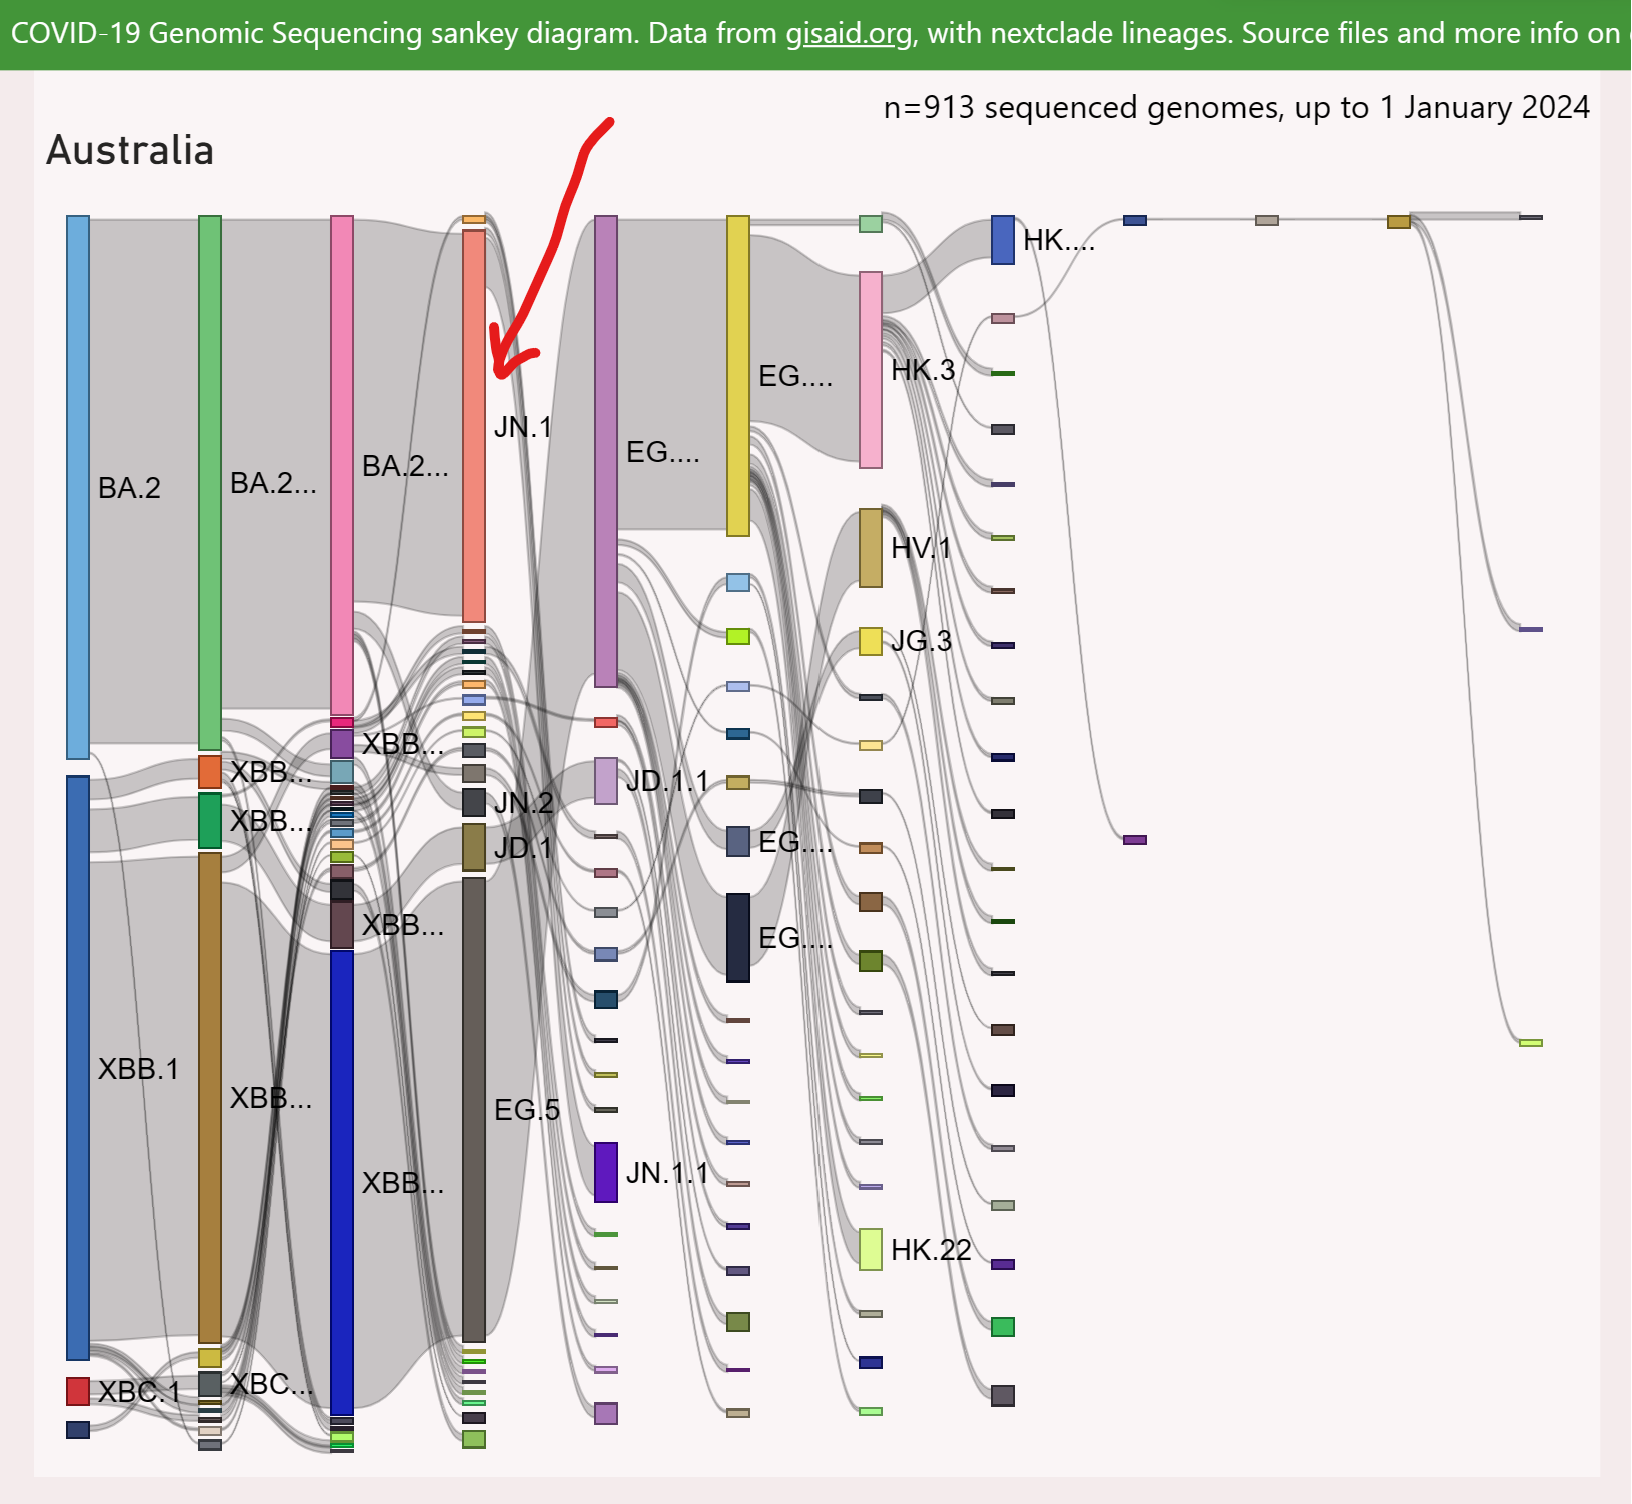 COVID-19 Genomic Sequencing sankey diagram. Data from gisaid.org, with nextclade lineages. Source files and more info on
n=913 sequenced genomes, up to 1 January 2024
Australia
HK....
EG....
HK.3
JN.1
EG....
BA.2...
BA.2...
BA.2
HV.1
JG.3
XBB...
XBB...
JD.1.1
JN.2
XBB...
EG....
JD.1
XBB...
EG....
XBB.1
XBB...
EG.5
JN.1.1
XBB...
HK.22
XBC...
XBC.1